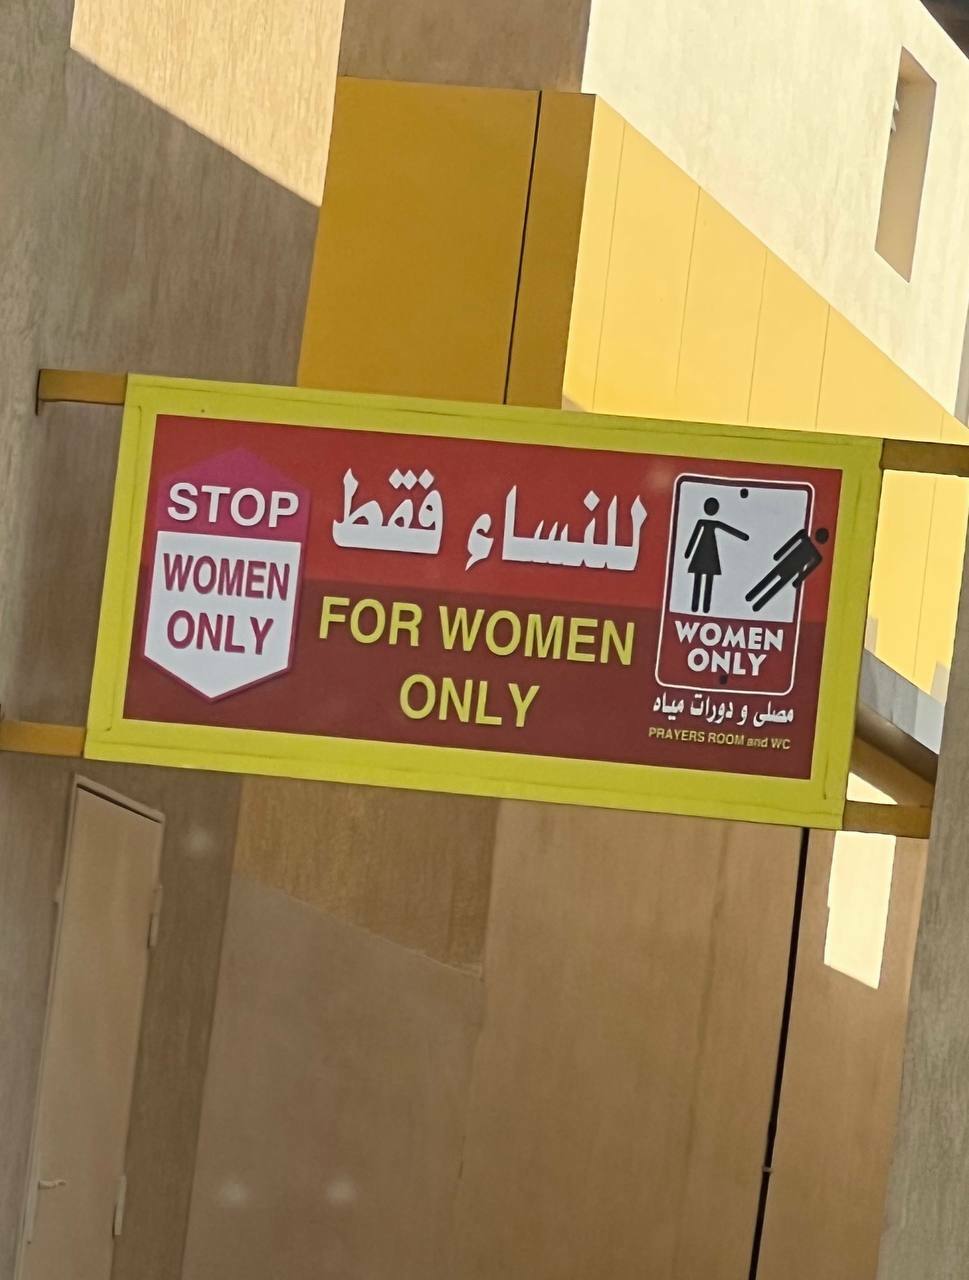 STOP
WOMEN
ONLY
للنساء فقط
FOR WOMEN
ONLY
WOMEN
ONLY
مصلى و دورات مياه
PRAYERS ROOM and WC